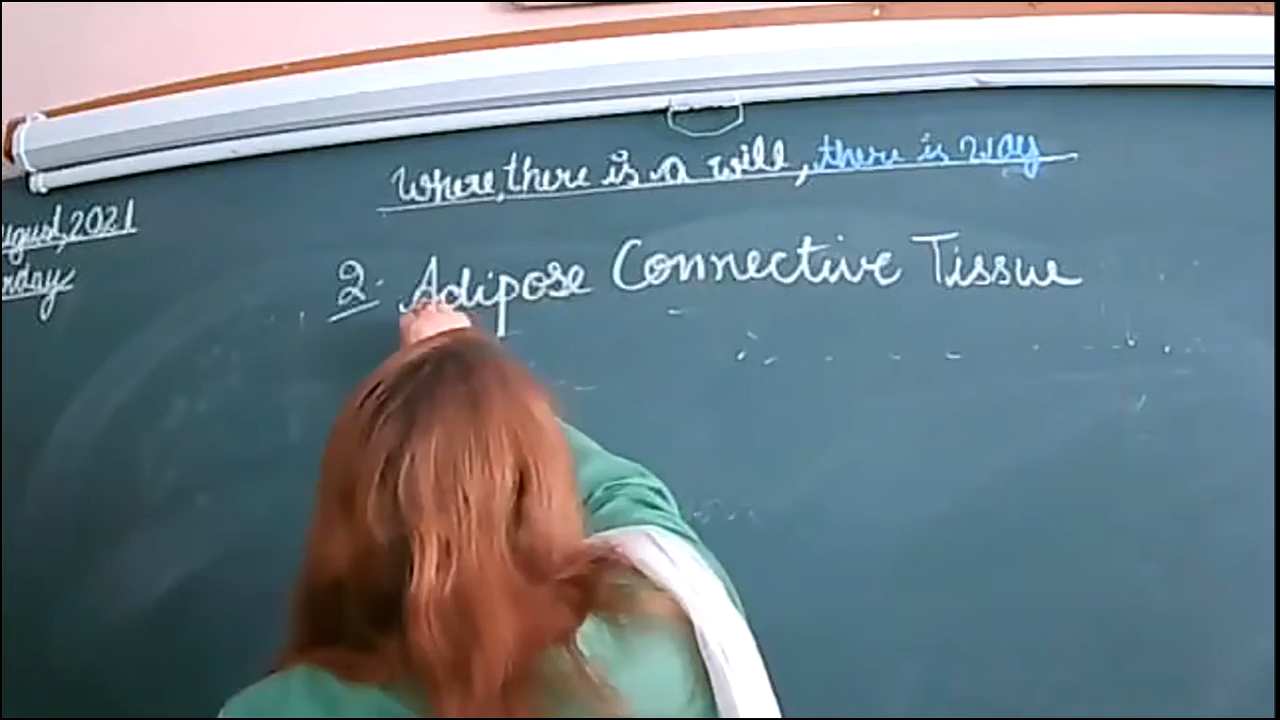 Where, there is a will, there is way
ugust, 2021
nday
2. Adipose Connective Tissue